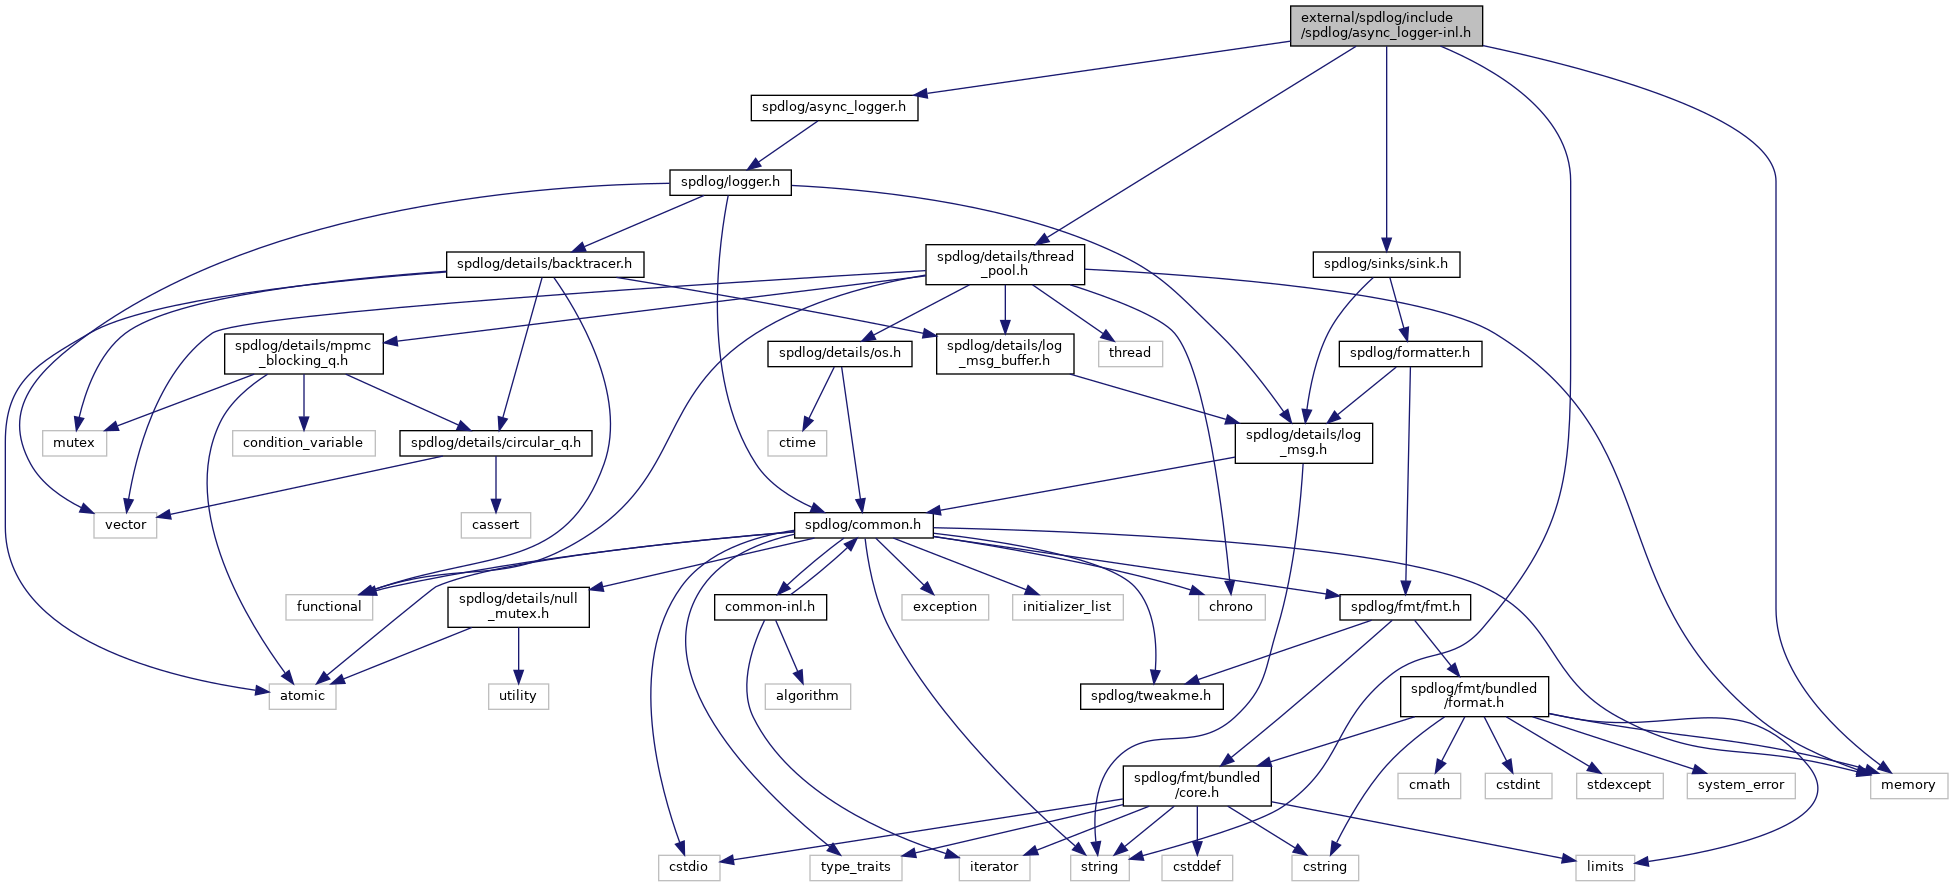 external/spdlog/include
/spdlog/async_logger-inl.h
spdlog/async_logger.h
spdlog/logger.h
spdlog/details/backtracer.h
spdlog/details/thread
_pool.h
spdlog/sinks/sink.h
spdlog/details/mpmc
_blocking_q.h
spdlog/details/os.h
spdlog/details/log
_msg_buffer.h
thread
spdlog/formatter.h
mutex
condition_variable
spdlog/details/circular_q.h
ctime
spdlog/details/log
_msg.h
vector
cassert
spdlog/common.h
functional
spdlog/details/null
_mutex.h
common-inl.h
exception
initializer_list
chrono
spdlog/fmt/fmt.h
atomic
utility
algorithm
spdlog/tweakme.h
spdlog/fmt/bundled
/format.h
spdlog/fmt/bundled
/core.h
cmath
cstdint
stdexcept
system_error
memory
cstdio
type_traits
iterator
string
cstddef
cstring
limits